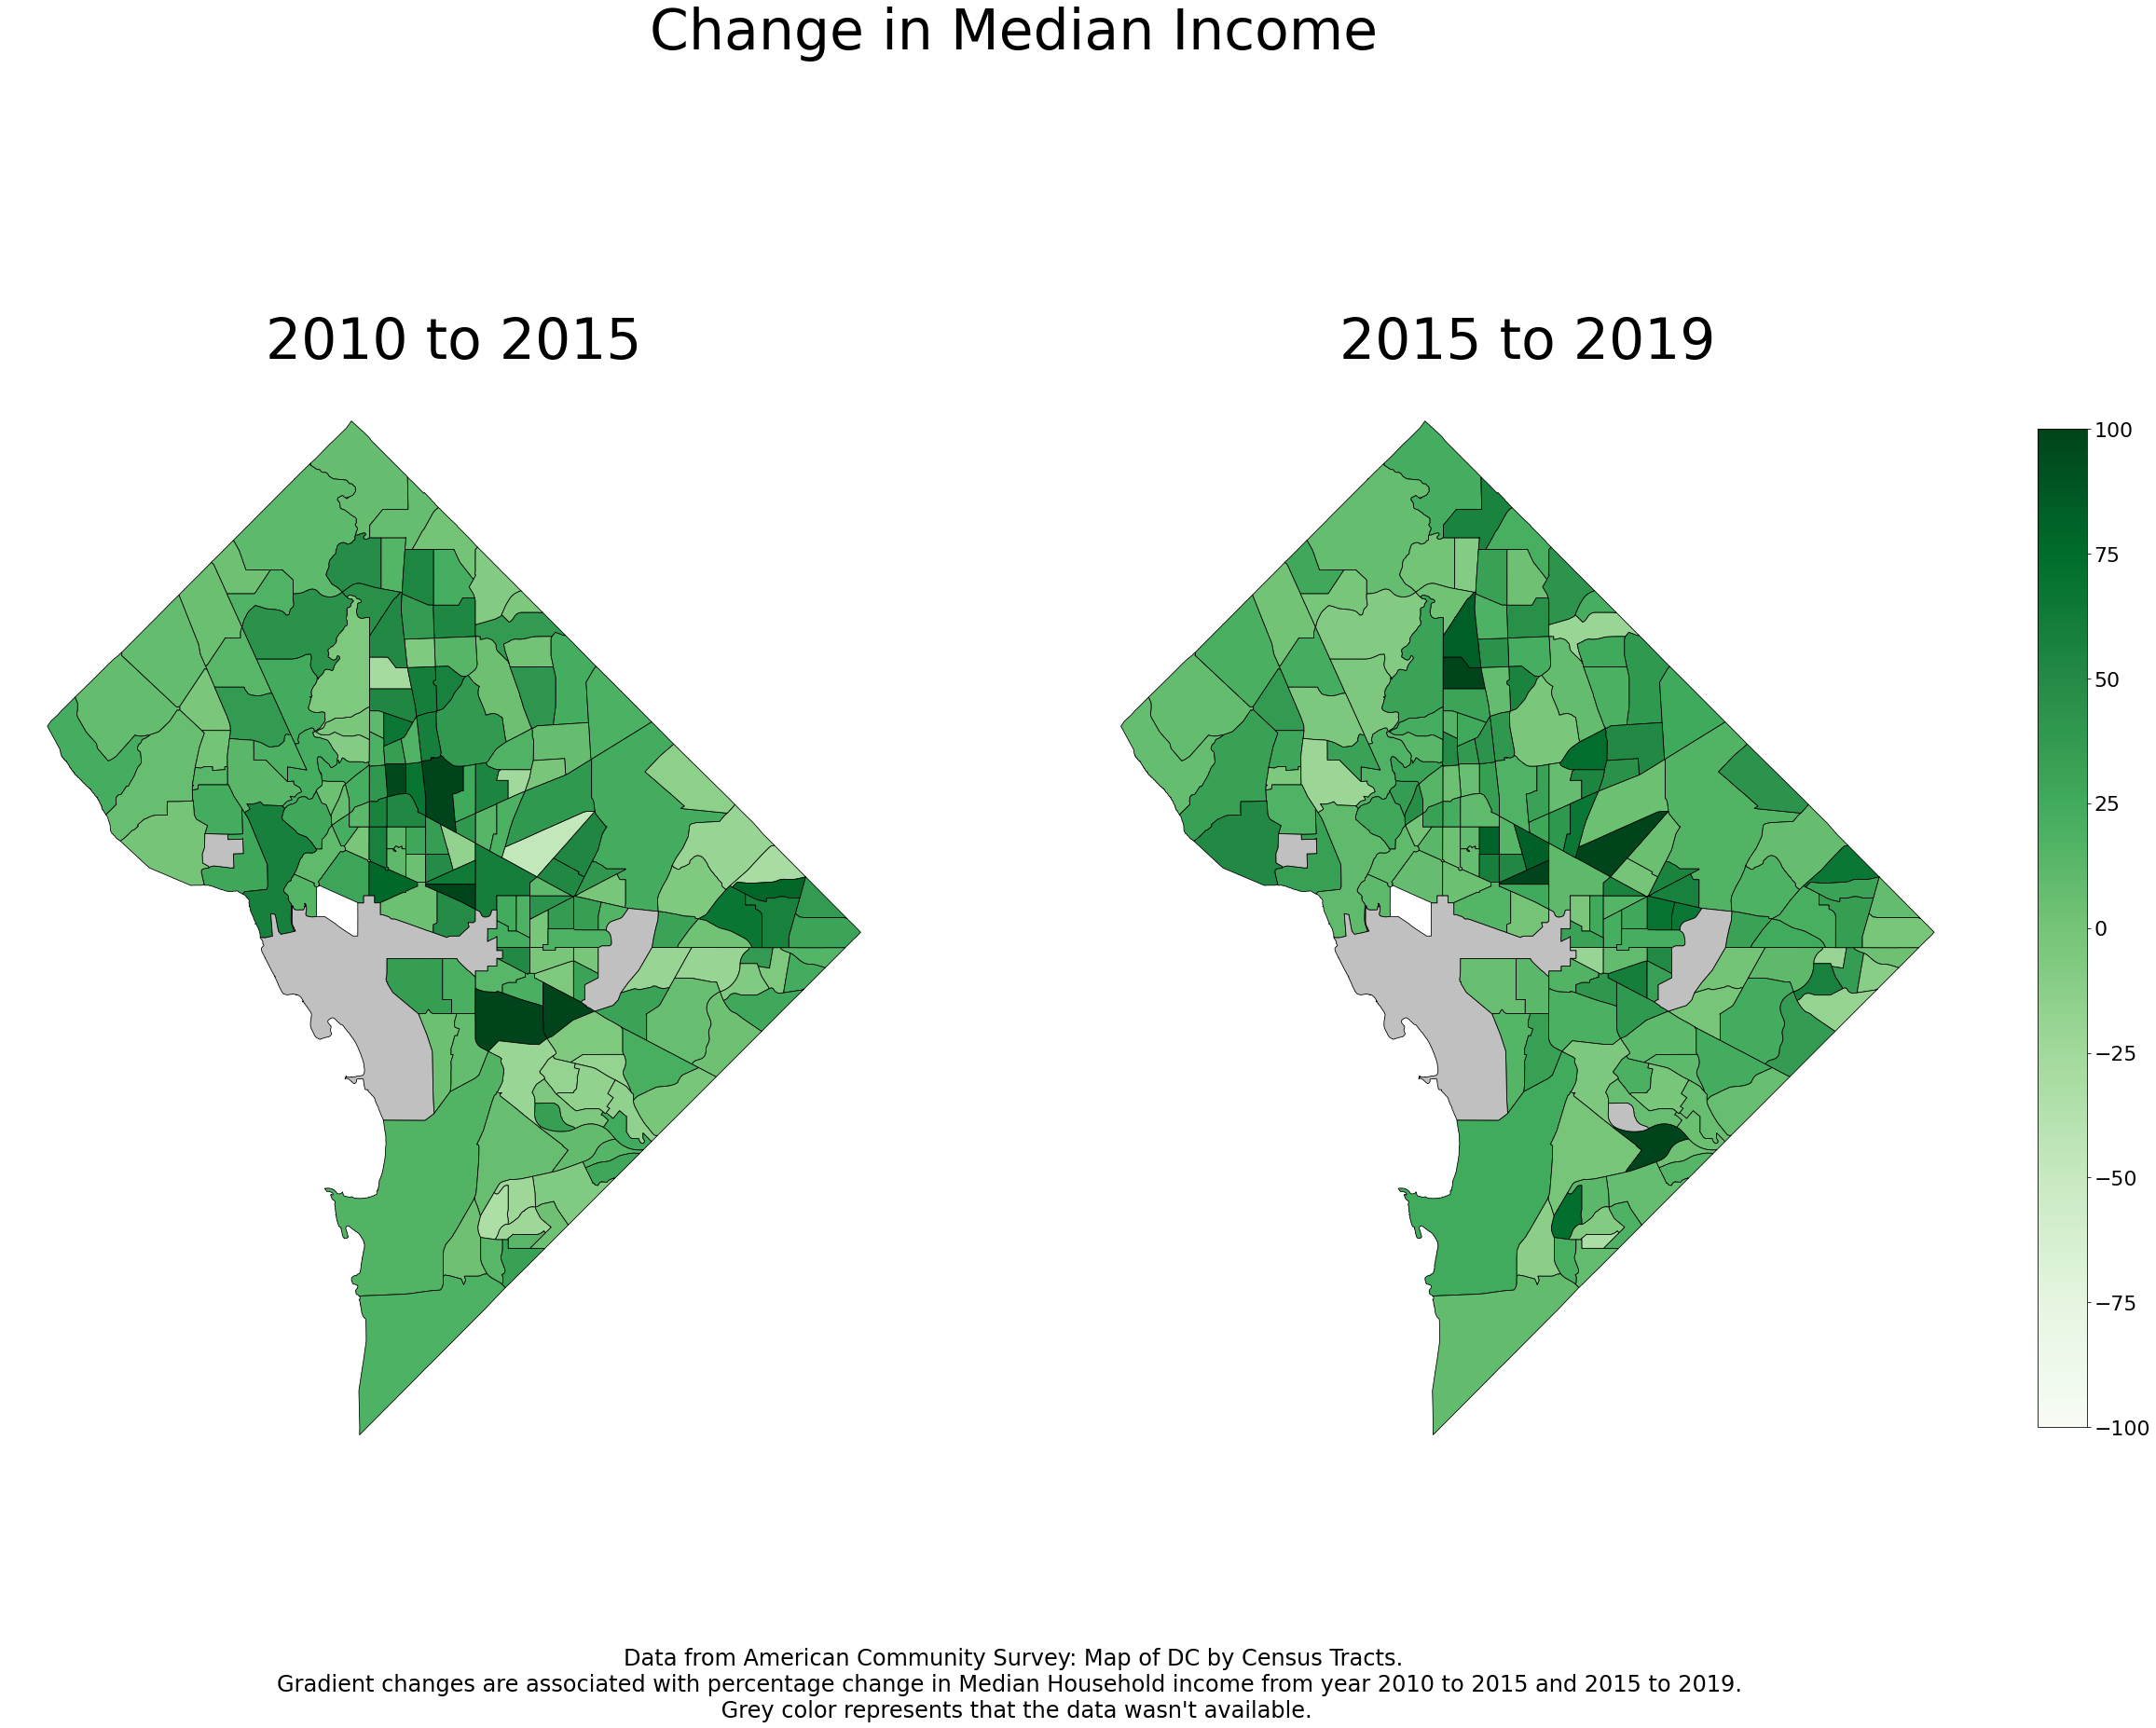 Change in Median Income
2010 to 2015
2015 to 2019
100
75
50
25
0
−25
−50
−75
−100
Data from American Community Survey: Map of DC by Census Tracts.
Gradient changes are associated with percentage change in Median Household income from year 2010 to 2015 and 2015 to 2019.
Grey color represents that the data wasn't available.